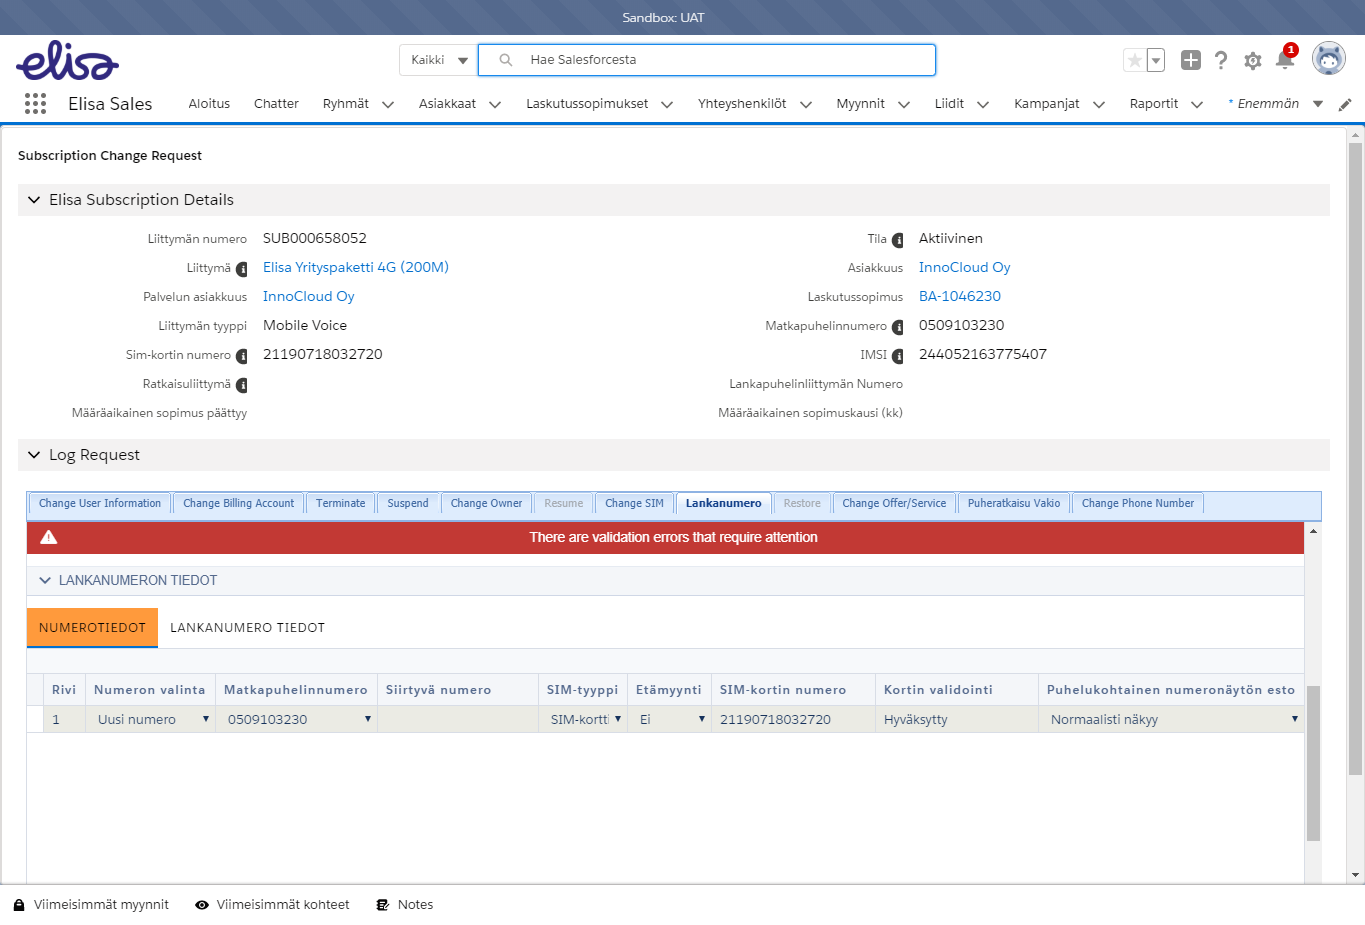 Sandbox: UAT
elisa
Kaikki
Hae Salesforcesta
1
Elisa Sales
Aloitus
Chatter
Ryhmät
Asiakkaat
Laskutussopimukset
Yhteyshenkilöt
Myynnit
Liidit
Kampanjat
Raportit
* Enemmän
Subscription Change Request
Elisa Subscription Details
Liittymän numero SUB000658052
Tila Aktiivinen
Liittymä Elisa Yrityspaketti 4G (200M)
Asiakkuus InnoCloud Oy
Palvelun asiakkuus InnoCloud Oy
Laskutussopimus BA-1046230
Liittymän tyyppi Mobile Voice
Matkapuhelinnumero 0509103230
Sim-kortin numero 21190718032720
IMSI 244052163775407
Ratkaisuliittymä
Lankapuhelinliittymän Numero
Määräaikainen sopimus päättyy
Määräaikainen sopimuskausi (kk)
Log Request
Change User Information
Change Billing Account
Terminate
Suspend
Change Owner
Resume
Change SIM
Lankanumero
Restore
Change Offer/Service
Puheratkaisu Vakio
Change Phone Number
There are validation errors that require attention
LANKANUMERON TIEDOT
NUMEROTIEDOT
LANKANUMERO TIEDOT
Rivi Numeron valinta Matkapuhelinnumero Siirtyvä numero SIM-tyyppi Etämyynti SIM-kortin numero Kortin validointi Puhelukohtainen numeronäytön esto
1 Uusi numero 0509103230 SIM-kortti Ei 21190718032720 Hyväksytty Normaalisti näkyy
Viimeisimmät myynnit
Viimeisimmät kohteet
Notes